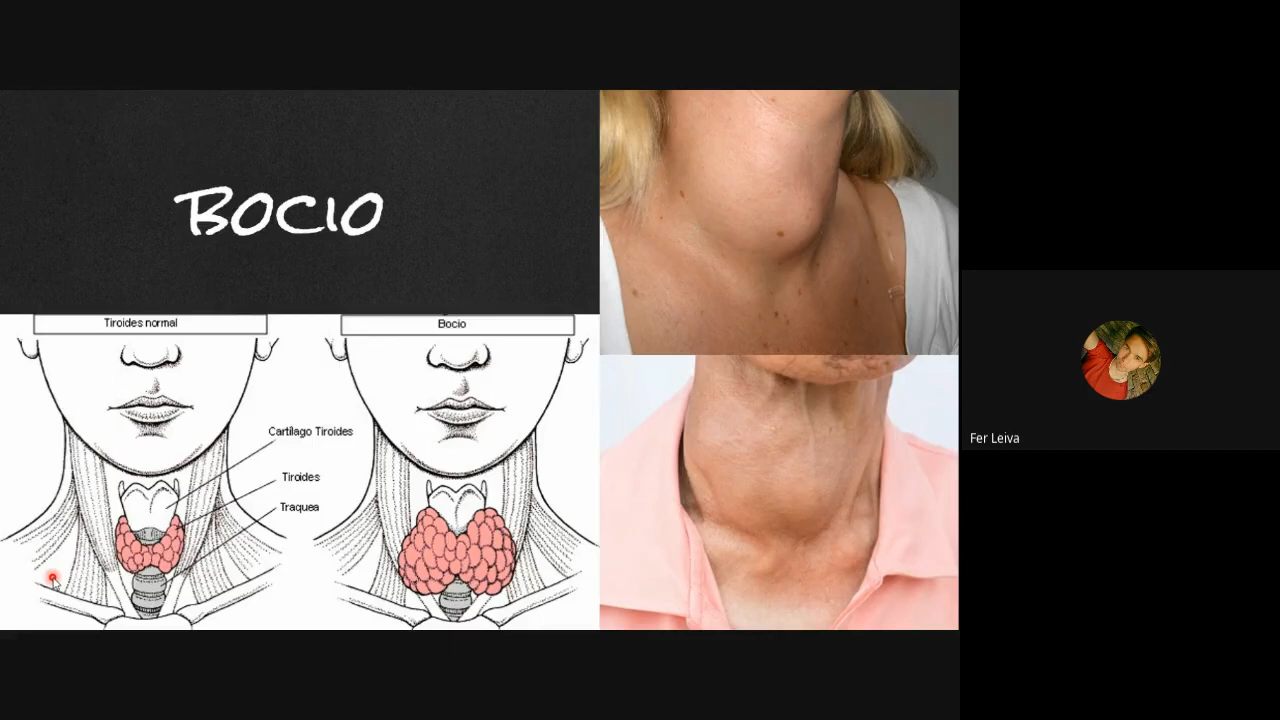 BOCIO
Tiroides normal
Bocio
Cartílago Tiroides
Tiroides
Traquea
Fer Leiva